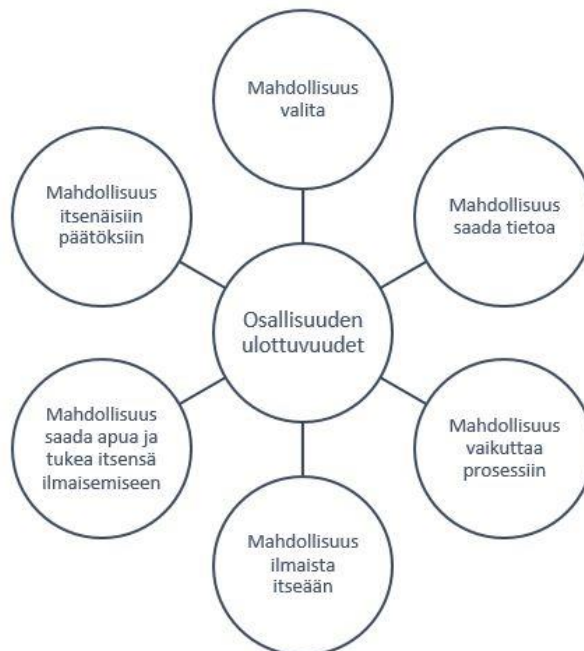 Mahdollisuus
valita
Mahdollisuus
saada tietoa
Mahdollisuus
vaikuttaa
prosessiin
Mahdollisuus
ilmaista
itseään
Mahdollisuus
saada apua ja
tukea itsensä
ilmaisemiseen
Mahdollisuus
itsenäisiin
päätöksiin
Osallisuuden
ulottuvuudet